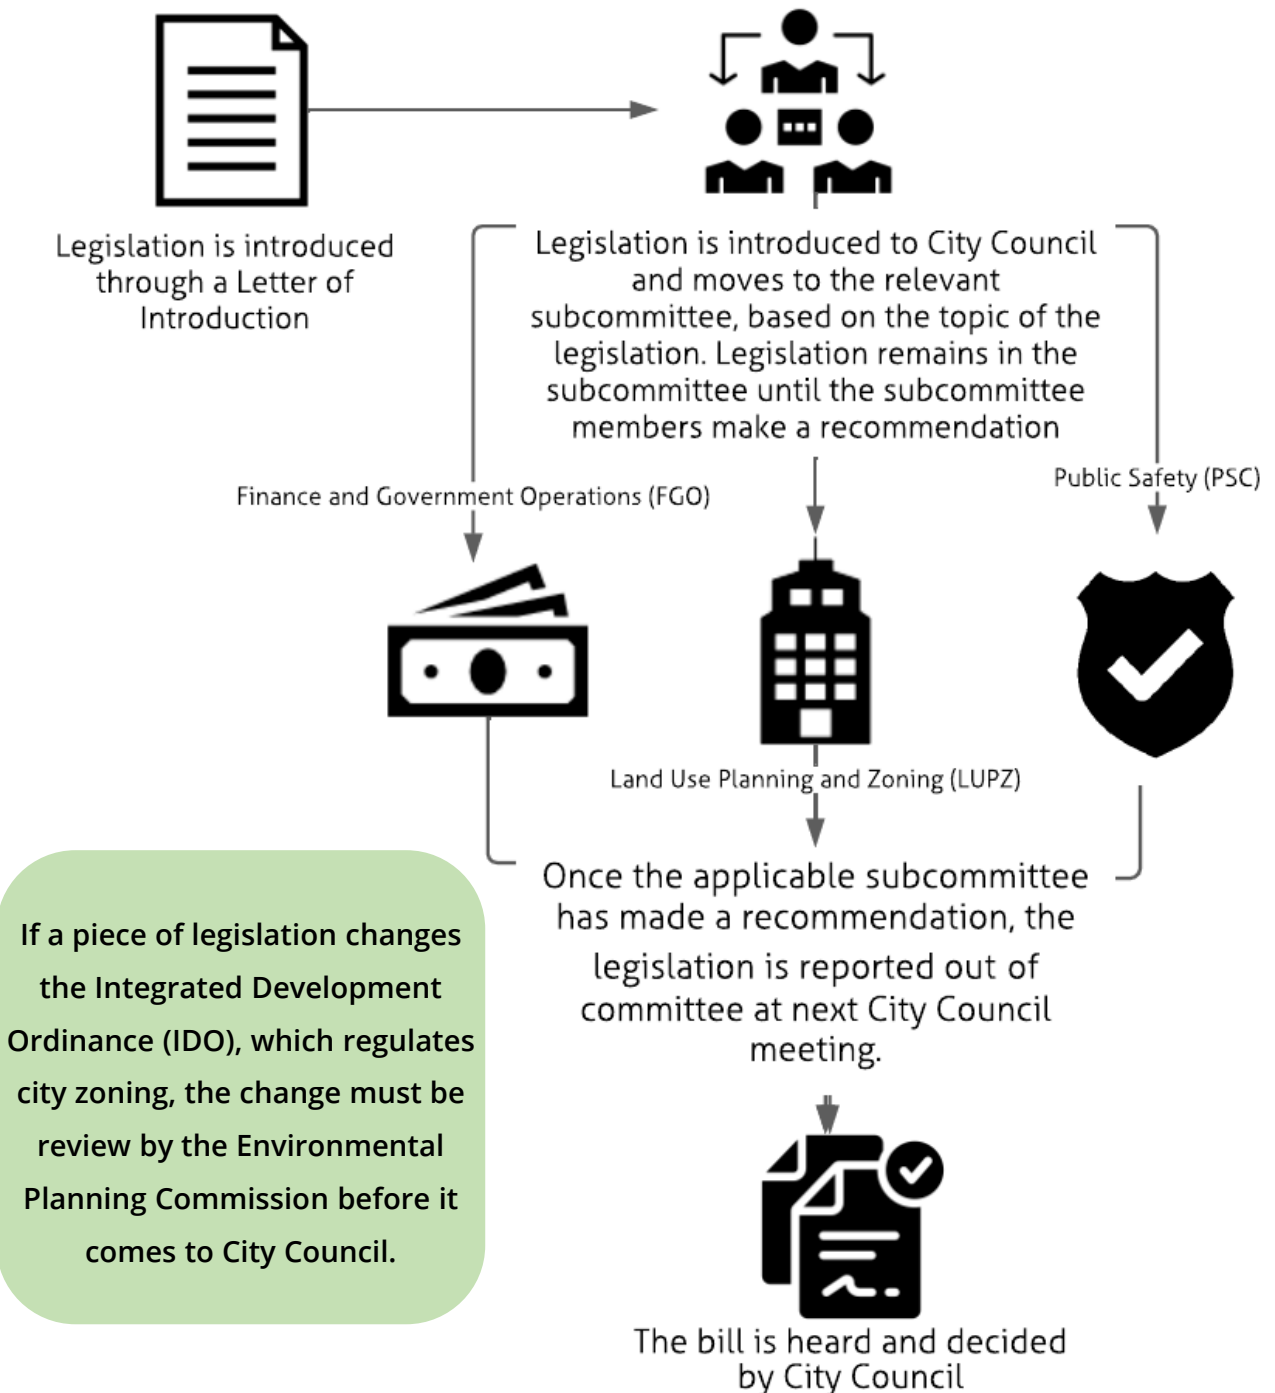 Legislation is introduced
through a Letter of
Introduction
Legislation is introduced to City Council
and moves to the relevant
subcommittee, based on the topic of the
legislation. Legislation remains in the
subcommittee until the subcommittee
members make a recommendation
Finance and Government Operations (FGO)
Public Safety (PSC)
Land Use Planning and Zoning (LUPZ)
Once the applicable subcommittee
has made a recommendation, the
legislation is reported out of
committee at next City Council
meeting.
If a piece of legislation changes
the Integrated Development
Ordinance (IDO), which regulates
city zoning, the change must be
review by the Environmental
Planning Commission before it
comes to City Council.
The bill is heard and decided
by City Council